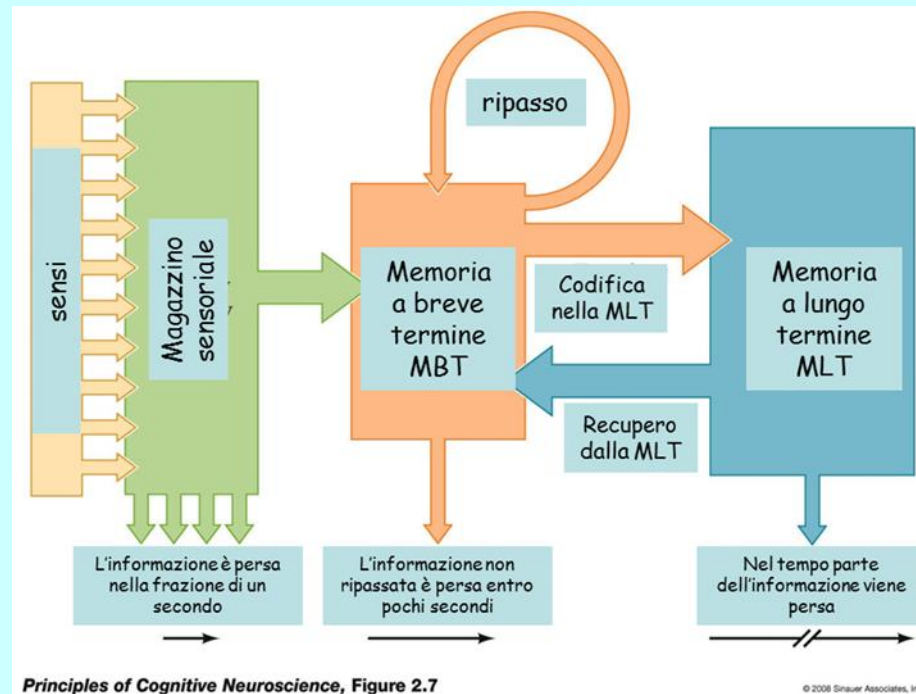 ripasso
sensi
Magazzino
sensoriale
Memoria
a breve
termine
MBT
Codifica
nella MLT
Recupero
dalla MLT
Memoria
a lungo
termine
MLT
L'informazione è persa
nella frazione di un
secondo
L'informazione non
ripassata è persa entro
pochi secondi
Nel tempo parte
dell'informazione viene
persa
Principles of Cognitive Neuroscience, Figure 2.7
© 2008 Sinauer Associates,